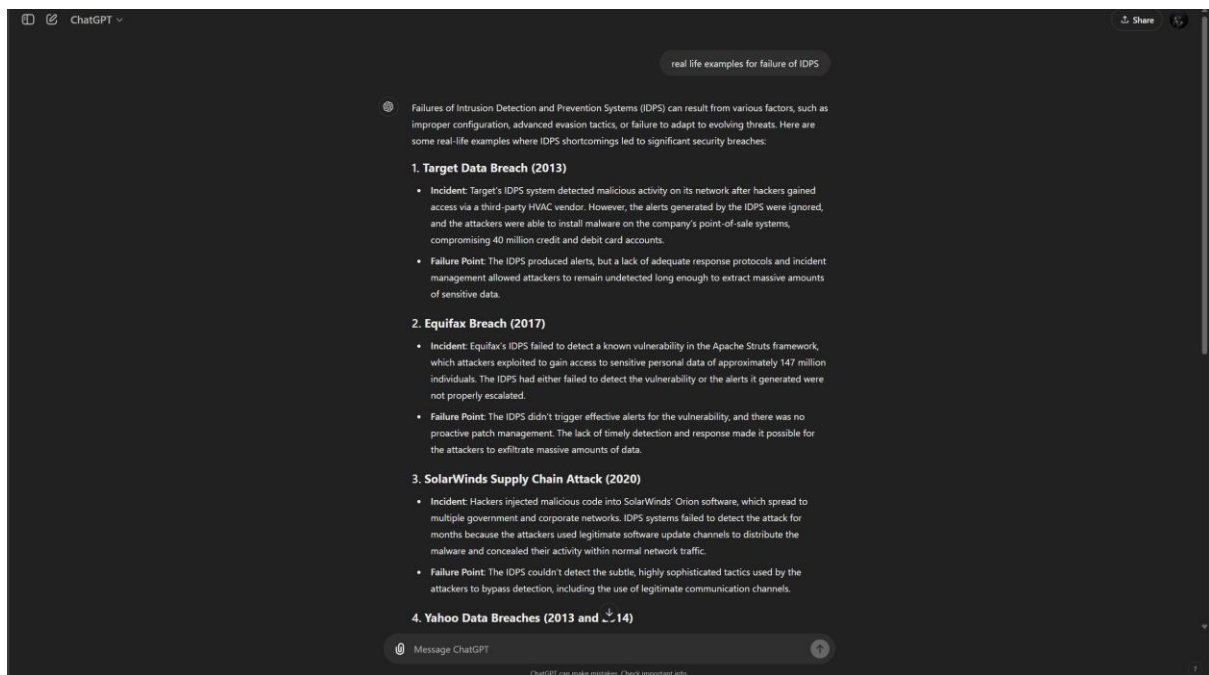 ChatGPT
Share
real life examples for failure of IDPS
Failures of Intrusion Detection and Prevention Systems (IDPS) can result from various factors, such as
improper configuration, advanced evasion tactics, or failure to adapt to evolving threats. Here are
some real-life examples where IDPS shortcomings led to significant security breaches:
1. Target Data Breach (2013)
• Incident: Target's IDPS system detected malicious activity on its network after hackers gained
access via a third-party HVAC vendor. However, the alerts generated by the IDPS were ignored,
and the attackers were able to install malware on the company's point-of-sale systems,
compromising 40 million credit and debit card accounts.
• Failure Point: The IDPS produced alerts, but a lack of adequate response protocols and incident
management allowed attackers to remain undetected long enough to extract massive amounts
of sensitive data.
2. Equifax Breach (2017)
• Incident: Equifax's IDPS failed to detect a known vulnerability in the Apache Struts framework,
which attackers exploited to gain access to sensitive personal data of approximately 147 million
individuals. The IDPS had either failed to detect the vulnerability or the alerts it generated were
not properly escalated.
• Failure Point: The IDPS didn't trigger effective alerts for the vulnerability, and there was no
proactive patch management. The lack of timely detection and response made it possible for
the attackers to exfiltrate massive amounts of data.
3. SolarWinds Supply Chain Attack (2020)
• Incident: Hackers injected malicious code into SolarWinds' Orion software, which spread to
multiple government and corporate networks. IDPS systems failed to detect the attack for
months because the attackers used legitimate software update channels to distribute the
malware and concealed their activity within normal network traffic.
• Failure Point: The IDPS couldn't detect the subtle, highly sophisticated tactics used by the
attackers to bypass detection, including the use of legitimate communication channels.
4. Yahoo Data Breaches (2013 and 14)
Message ChatGPT
ChatGPT can make mistakes. Check important info.
?